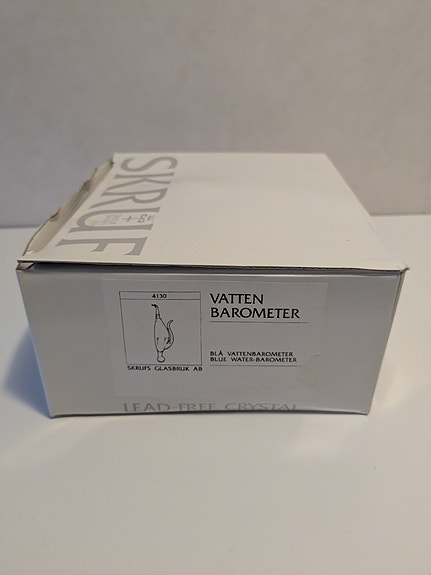 SKRUF
4130
SKRUFS GLASBRUK AB
VATTEN
BAROMETER
BLÅ VATTENBAROMETER
BLUE WATER-BAROMETER
LEAD-FREE CRYSTAL